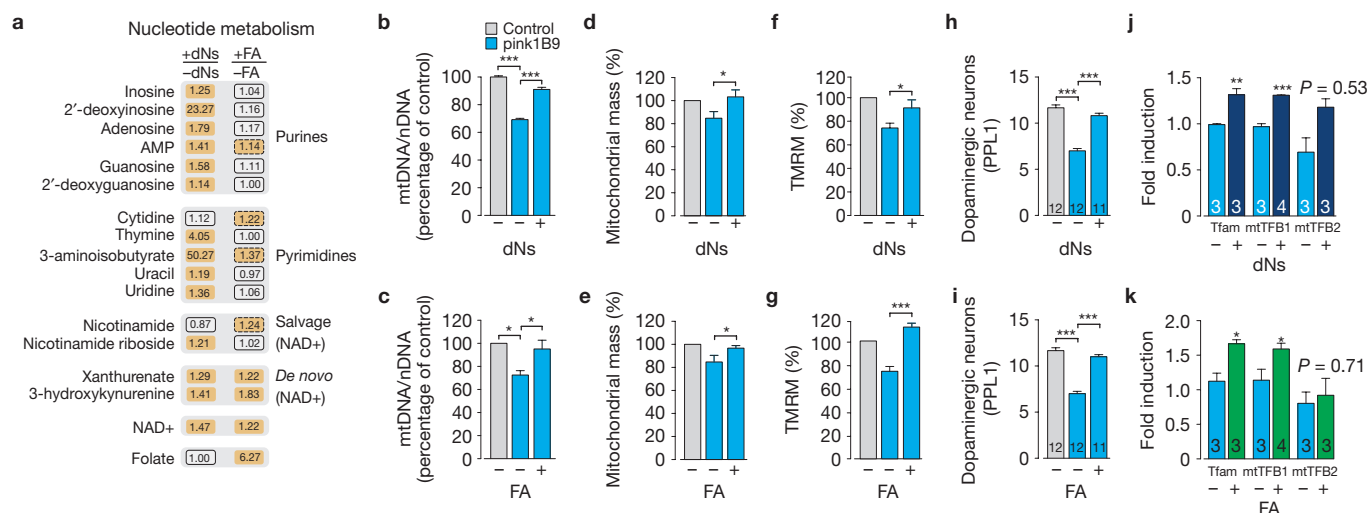 a
Nucleotide metabolism
+dNs +FA
−dNs −FA
Inosine 1.25 1.04
2′-deoxyinosine 23.27 1.16
Adenosine 1.79 1.17
Purines
AMP 1.41 1.14
Guanosine 1.58 1.11
2′-deoxyguanosine 1.14 1.00
Cytidine 1.12 1.22
Thymine 4.05 1.00
3-aminoisobutyrate 50.27 1.37 Pyrimidines
Uracil 1.19 0.97
Uridine 1.36 1.06
Nicotinamide 0.87 1.24 Salvage
Nicotinamide riboside 1.21 1.02 (NAD+)
Xanthurenate 1.29 1.22 De novo
3-hydroxykynurenine 1.41 1.83 (NAD+)
NAD+ 1.47 1.22
Folate 1.00 6.27
b
Control
pink1B9
mtDNA/nDNA
(percentage of control)
100
80
60
40
20
0
*** ***
− − +
dNs
c
mtDNA/nDNA
(percentage of control)
120
100
80
60
40
20
0
* *
− − +
FA
d
Mitochondrial mass (%)
120
100
80
60
40
20
0
*
− − +
dNs
e
Mitochondrial mass (%)
120
100
80
60
40
20
0
*
− − +
FA
f
TMRM (%)
120
100
80
60
40
20
0
*
− − +
dNs
g
TMRM (%)
120
100
80
60
40
20
0
***
− − +
FA
h
Dopaminergic neurons
(PPL1)
15
10
5
0
*** ***
12 12 11
− − +
dNs
i
Dopaminergic neurons
(PPL1)
15
10
5
0
*** ***
12 12 11
− − +
FA
j
Fold induction
1.5
1.0
0.5
0
** *** P = 0.53
3 3 3 4 3 3
Tfam mtTFB1 mtTFB2
− + − + − +
dNs
k
Fold induction
2.0
1.5
1.0
0.5
0
* * P = 0.71
3 3 3 4 3 3
Tfam mtTFB1 mtTFB2
− + − + − +
FA